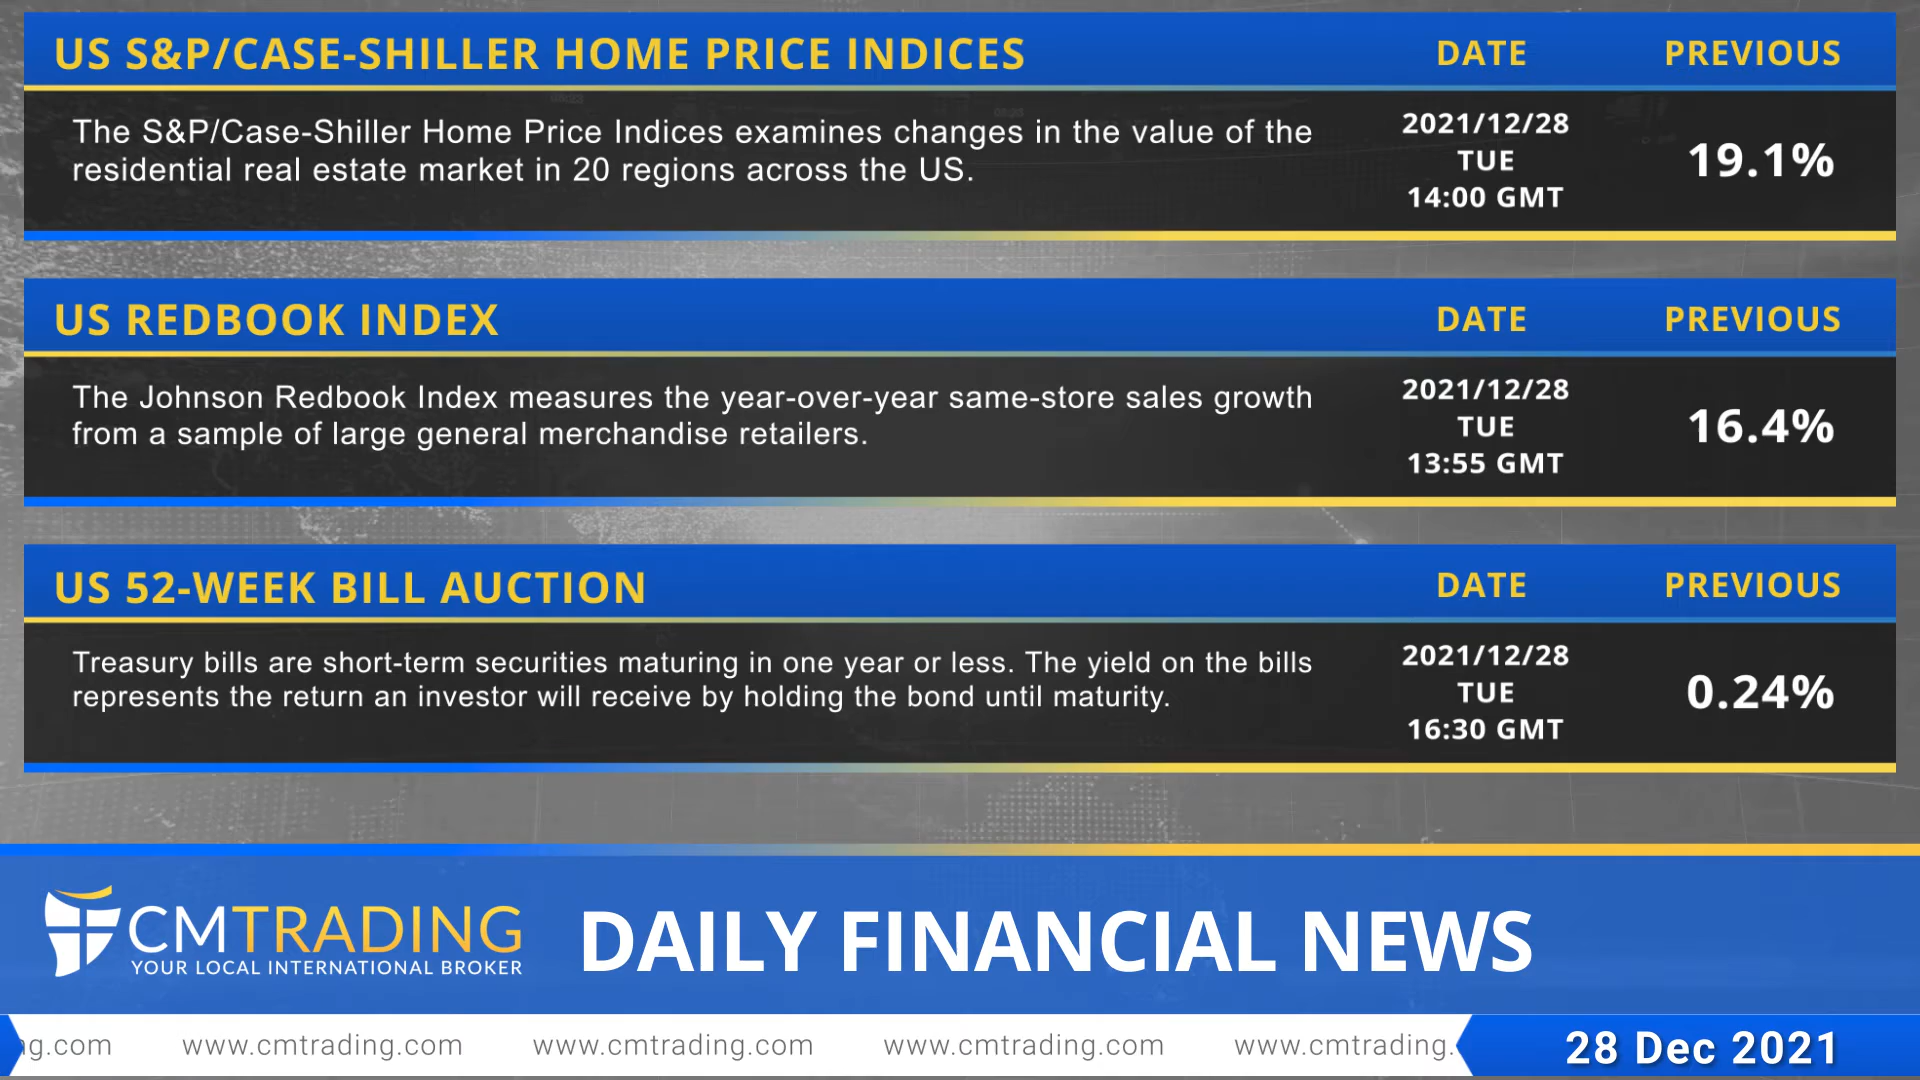 US S&P/CASE-SHILLER HOME PRICE INDICES
DATE
PREVIOUS
The S&P/Case-Shiller Home Price Indices examines changes in the value of the
residential real estate market in 20 regions across the US.
2021/12/28
TUE
14:00 GMT
19.1%
US REDBOOK INDEX
DATE
PREVIOUS
The Johnson Redbook Index measures the year-over-year same-store sales growth
from a sample of large general merchandise retailers.
2021/12/28
TUE
13:55 GMT
16.4%
US 52-WEEK BILL AUCTION
DATE
PREVIOUS
Treasury bills are short-term securities maturing in one year or less. The yield on the bills
represents the return an investor will receive by holding the bond until maturity.
2021/12/28
TUE
16:30 GMT
0.24%
CMTRADING
YOUR LOCAL INTERNATIONAL BROKER
DAILY FINANCIAL NEWS
g.com www.cmtrading.com www.cmtrading.com www.cmtrading.com www.cmtrading.
28 Dec 2021